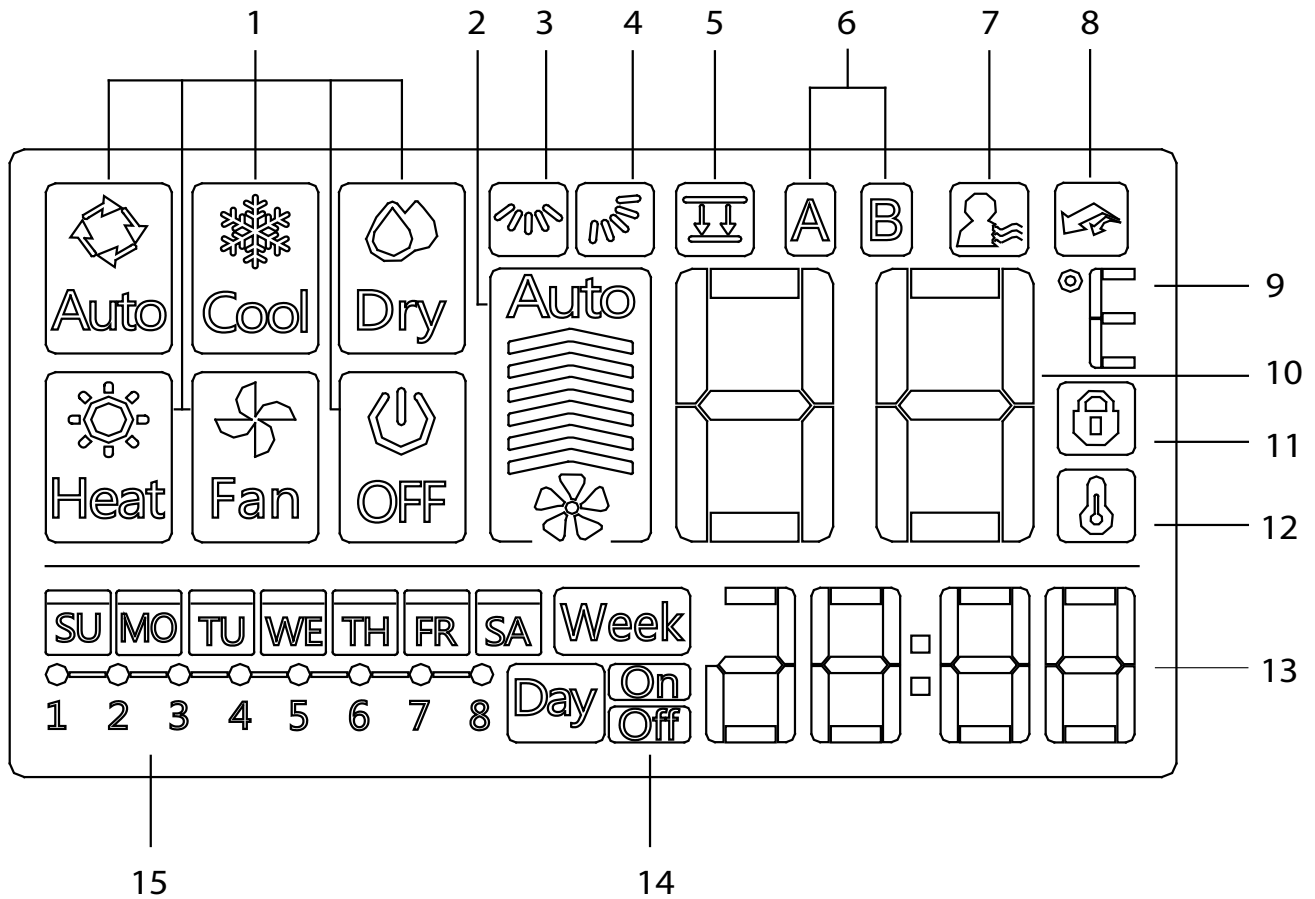 1 2 3 4 5 6 7 8
A B
Auto Cool Dry Auto
9
10
Heat Fan OFF
11
12
SU MO TU WE TH FR SA Week
Day On
Off
13
1 2 3 4 5 6 7 8
15 14